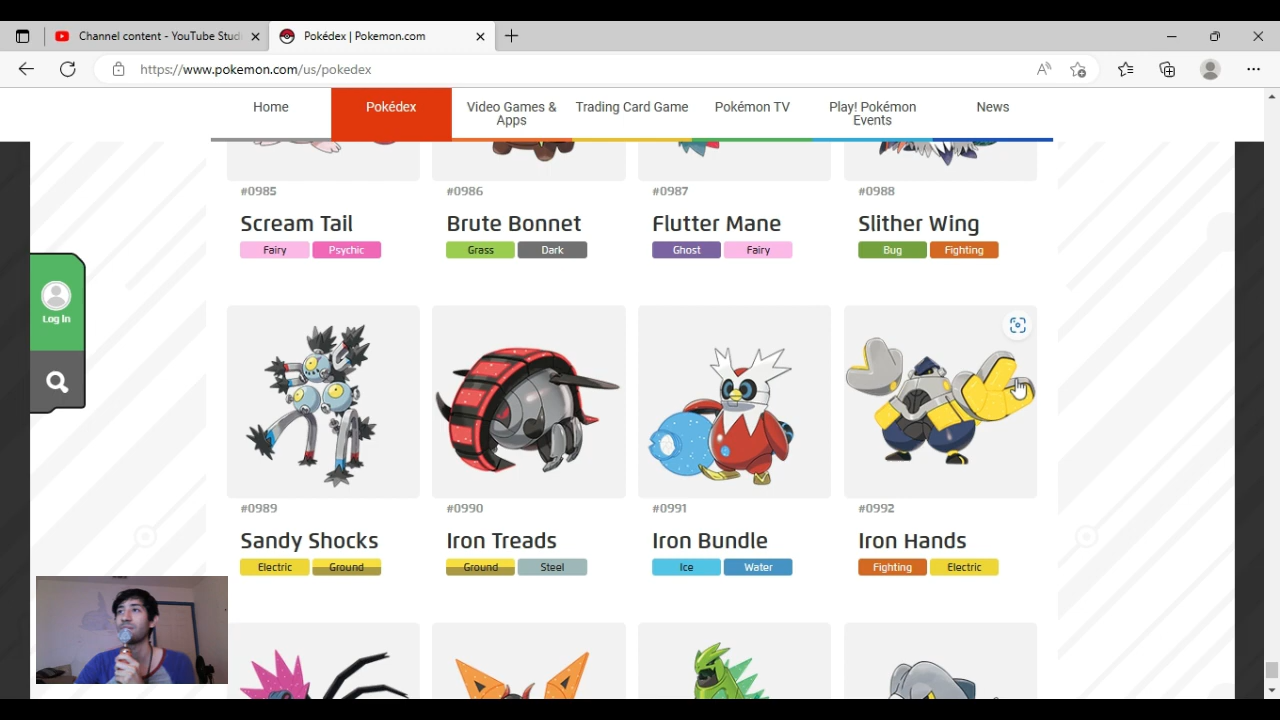 Channel content - YouTube Stud
Pokédex | Pokemon.com
https://www.pokemon.com/us/pokedex
Home
Pokédex
Video Games &
Apps
Trading Card Game
Pokémon TV
Play! Pokémon
Events
News
#0985
#0986
#0987
#0988
Scream Tail
Brute Bonnet
Flutter Mane
Slither Wing
Fairy
Psychic
Grass
Dark
Ghost
Fairy
Bug
Fighting
Log In
#0989
#0990
#0991
#0992
Sandy Shocks
Iron Treads
Iron Bundle
Iron Hands
Electric
Ground
Ground
Steel
Ice
Water
Fighting
Electric